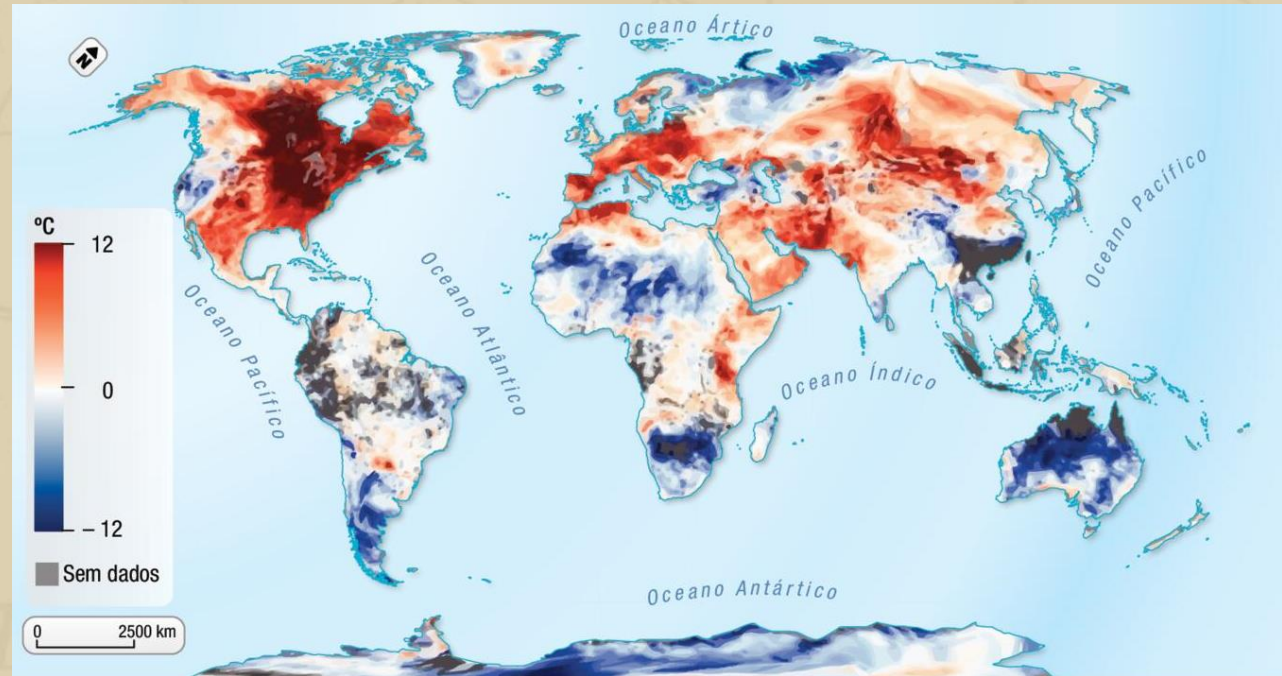 Oceano Ártico
N
Oceano Pacífico
ºC
12
0
– 12
Sem dados
Oceano Pacífico
Oceano Atlântico
Oceano Índico
Oceano Antártico
0 2500 km